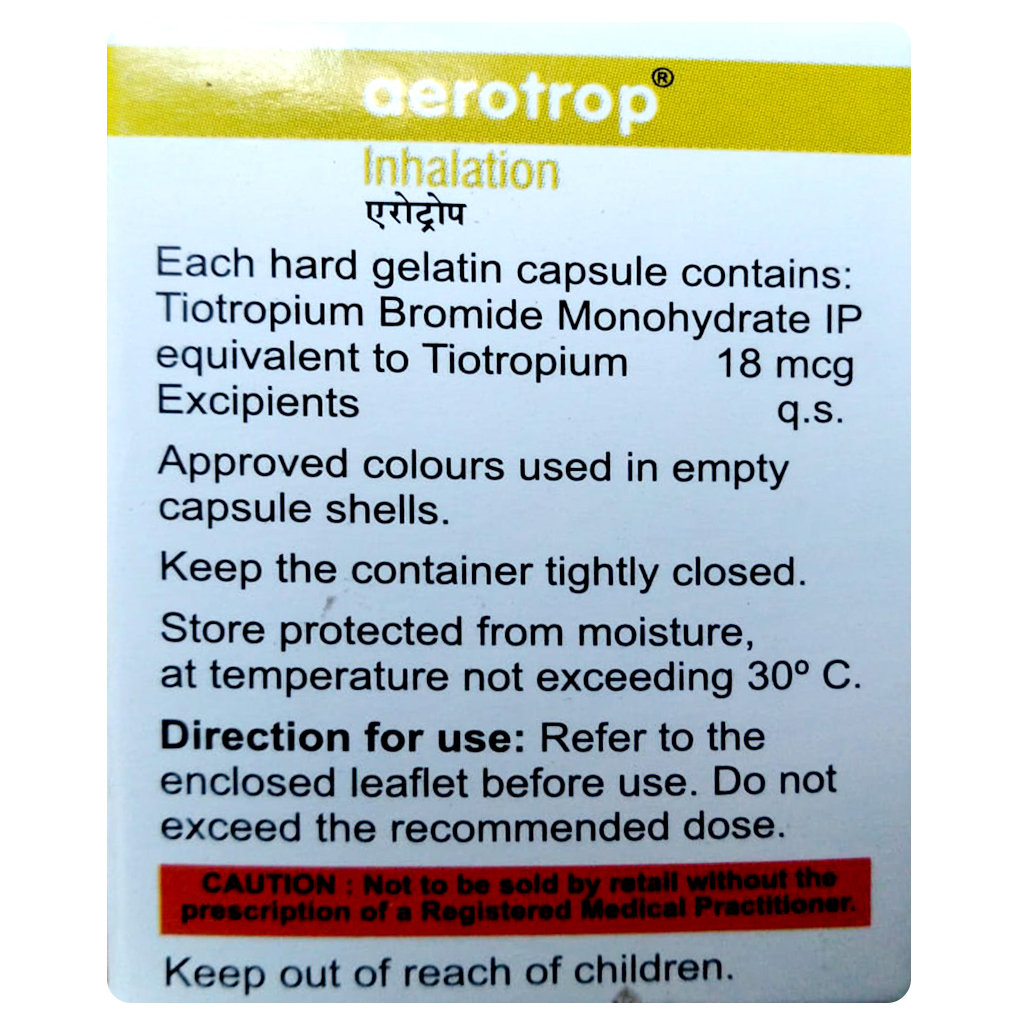 aerotrop®
Inhalation
एरोट्रोप
Each hard gelatin capsule contains:
Tiotropium Bromide Monohydrate IP
equivalent to Tiotropium 18 mcg
Excipients q.s.
Approved colours used in empty
capsule shells.
Keep the container tightly closed.
Store protected from moisture,
at temperature not exceeding 30º C.
Direction for use: Refer to the
enclosed leaflet before use. Do not
exceed the recommended dose.
CAUTION : Not to be sold by retail without the
prescription of a Registered Medical Practitioner.
Keep out of reach of children.